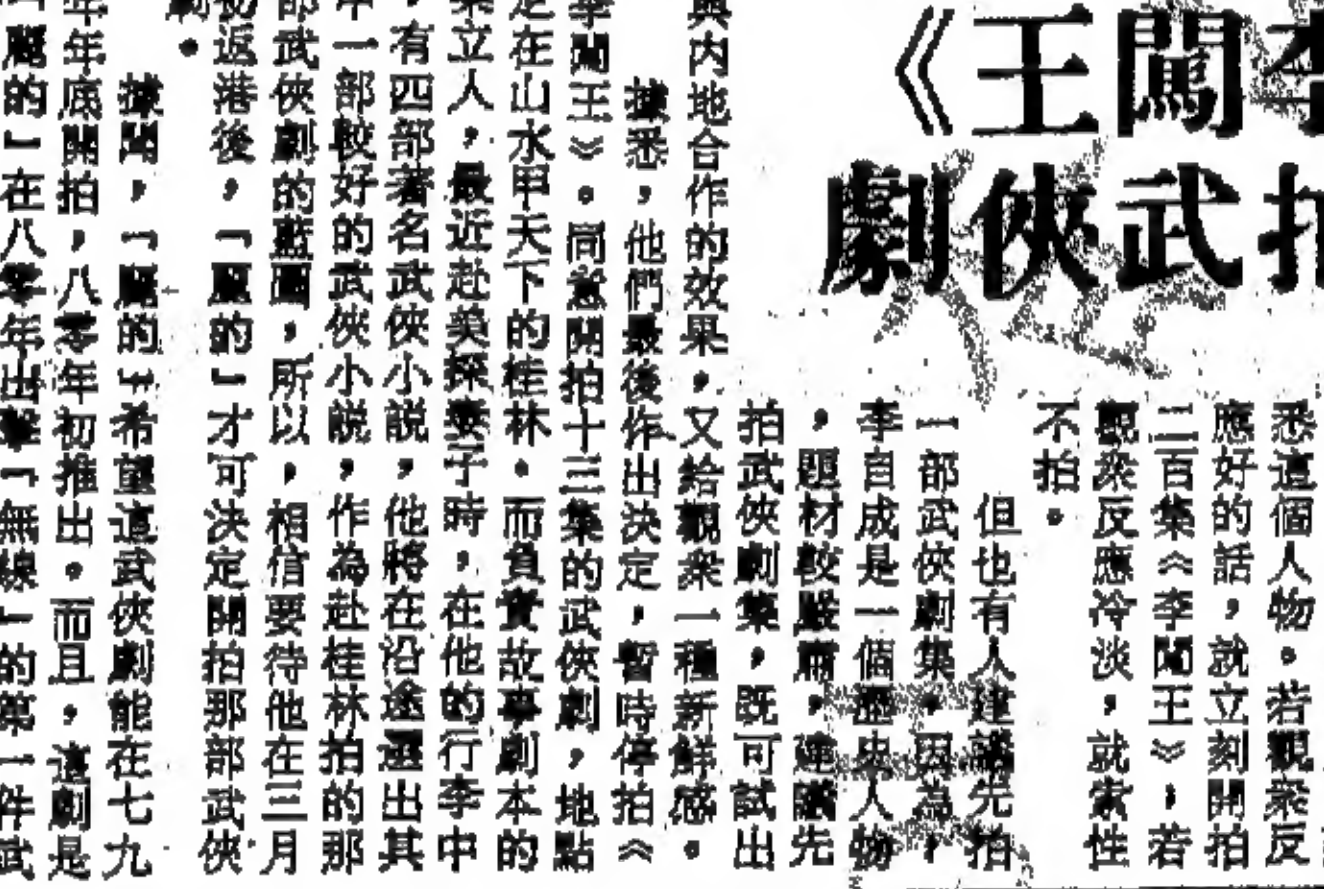 李闖王》
拍武俠劇
悉這個人物。若觀衆反
應好的話，就立刻開拍
二百集《李闖王》，若
觀衆反應冷淡，就索性
不拍。
但也有人建議先拍
一部武俠劇集，因為，
李自成是一個歷史人物
，題材較嚴肅，建議先
拍武俠劇集，既可試出
與内地合作的效果，又給觀衆一種新鮮感。
據悉，他們最後作出決定，暫時停拍《
李闖王》。同意開拍十三集的武俠劇，地點
定在山水甲天下的桂林。而負責故事劇本的
立人，最近赴美探妻子時，在他的行李中
，有四部著名武俠小説，他將在沿途選出其
中一部較好的武俠小説，作為赴桂林拍的那
部武俠劇的藍圖，所以，相信要待他在三月
初返港後，「麗的」才可決定開拍那部武俠
劇。
據聞，「麗的」希望這武俠劇能在七九
年年底開拍，八零年初推出。而且，這劇是
「麗的」在八零年出擊「無線」的第一件武